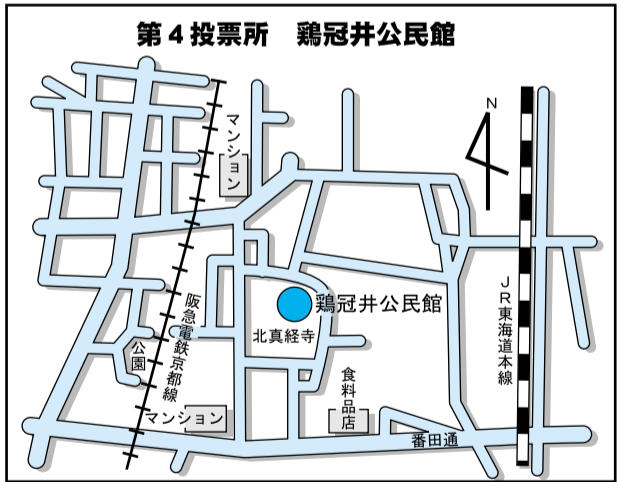 第4投票所　鶏冠井公民館
マンション
N
鶏冠井公民館
阪急電鉄京都線
JR東海道本線
北真経寺
公園
食料品店
マンション
番田通